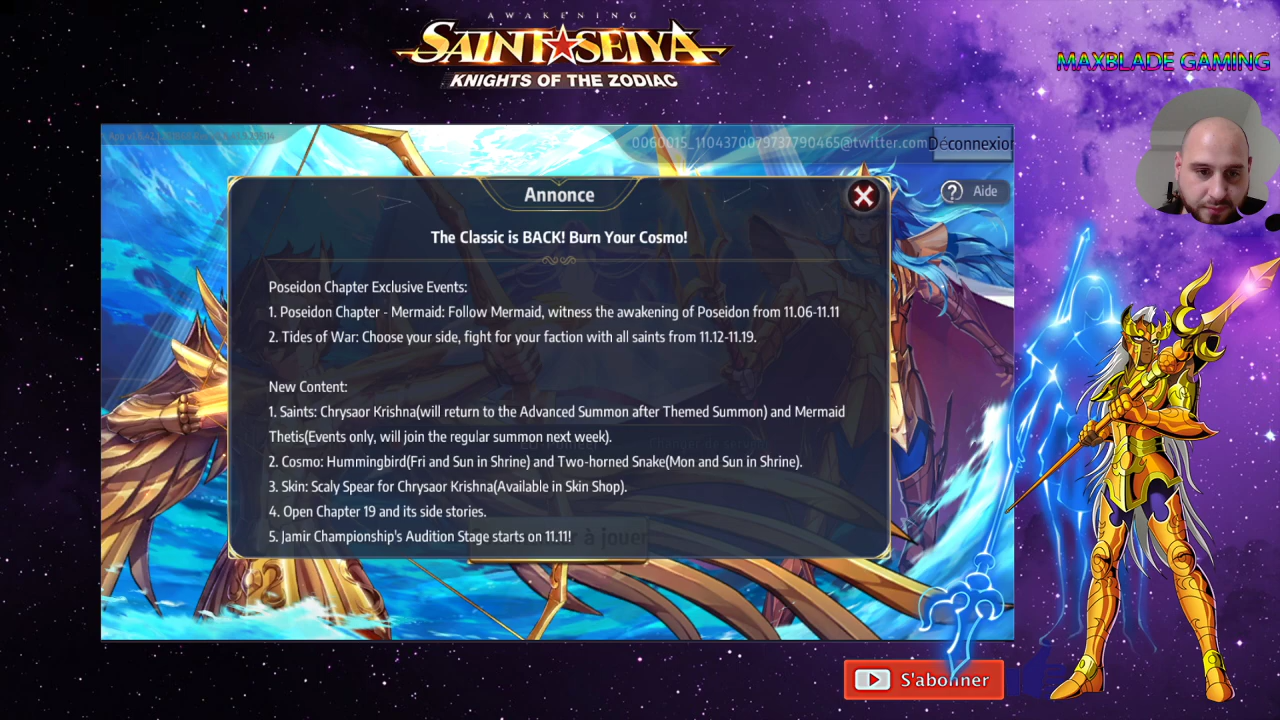 AWAKENING
SAINT SEIYA
KNIGHTS OF THE ZODIAC
MAXBLADE GAMING
0060015_1104370079737790465@twitter.com
Déconnexion
Aide
Annonce
The Classic is BACK! Burn Your Cosmo!
Poseidon Chapter Exclusive Events:
1. Poseidon Chapter - Mermaid: Follow Mermaid, witness the awakening of Poseidon from 11.06-11.11
2. Tides of War: Choose your side, fight for your faction with all saints from 11.12-11.19.
New Content:
1. Saints: Chrysaor Krishna(will return to the Advanced Summon after Themed Summon) and Mermaid
Thetis(Events only, will join the regular summon next week).
2. Cosmo: Hummingbird(Fri and Sun in Shrine) and Two-horned Snake(Mon and Sun in Shrine).
3. Skin: Scaly Spear for Chrysaor Krishna(Available in Skin Shop).
4. Open Chapter 19 and its side stories.
5. Jamir Championship's Audition Stage starts on 11.11!
à jouer
S'abonner